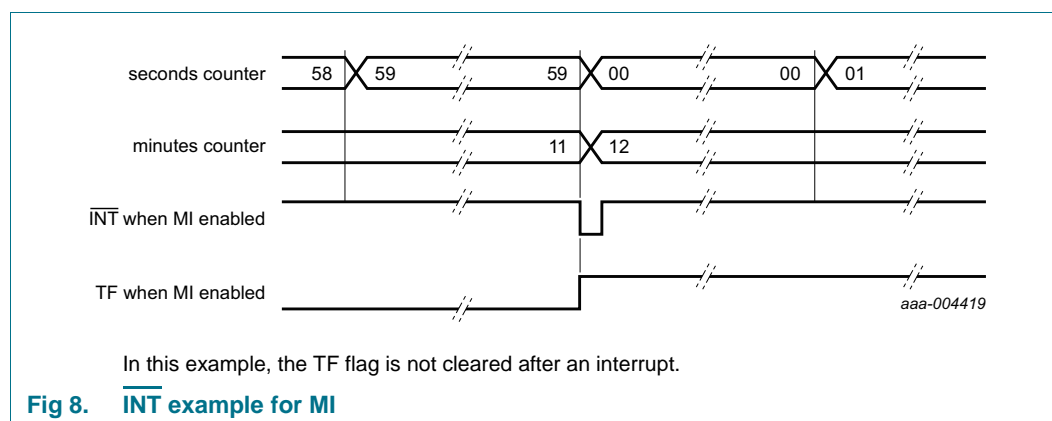 seconds counter 58 59 59 00 00 01
minutes counter 11 12
INT when MI enabled
TF when MI enabled
aaa-004419
In this example, the TF flag is not cleared after an interrupt.
Fig 8. INT example for MI